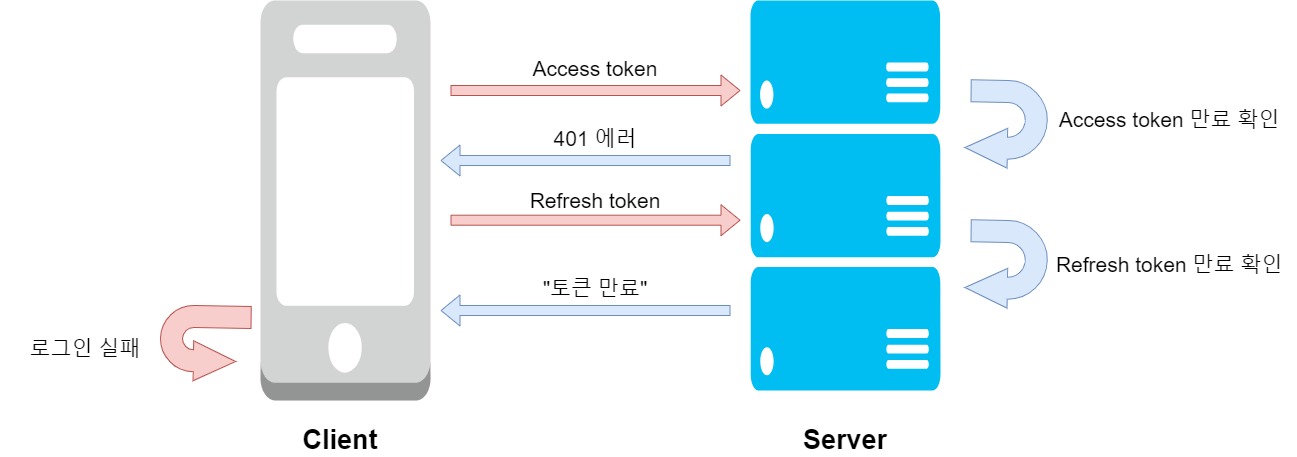 Access token
Access token 만료 확인
401 에러
Refresh token
Refresh token 만료 확인
"토큰 만료"
로그인 실패
Client
Server